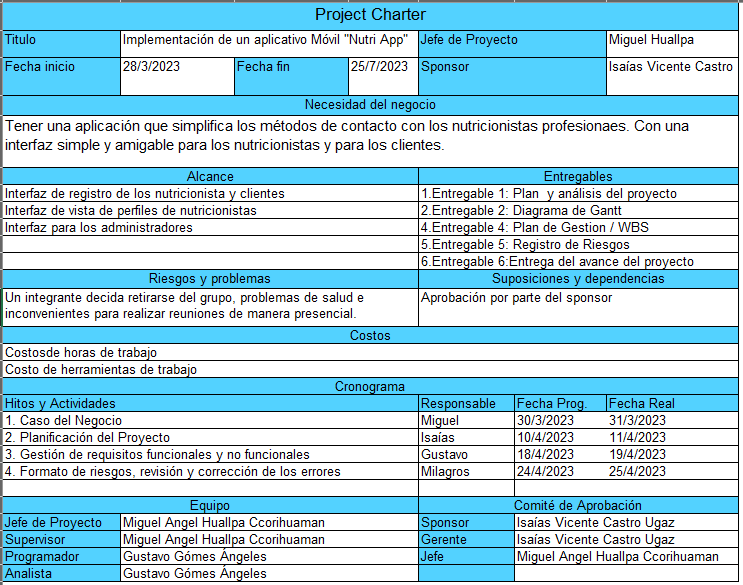 Project Charter
Titulo Implementación de un aplicativo Móvil "Nutri App" Jefe de Proyecto Miguel Huallpa
Fecha inicio 28/3/2023 Fecha fin 25/7/2023 Sponsor Isaías Vicente Castro
Necesidad del negocio
Tener una aplicación que simplifica los métodos de contacto con los nutricionistas profesionaes. Con una
interfaz simple y amigable para los nutricionistas y para los clientes.
Alcance Entregables
Interfaz de registro de los nutricionista y clientes 1.Entregable 1: Plan y análisis del proyecto
Interfaz de vista de perfiles de nutricionistas 2.Entregable 2: Diagrama de Gantt
Interfaz para los administradores 4.Entregable 4: Plan de Gestion / WBS
5.Entregable 5: Registro de Riesgos
6.Entregable 6:Entrega del avance del proyecto
Riesgos y problemas Suposiciones y dependencias
Un integrante decida retirarse del grupo, problemas de salud e Aprobación por parte del sponsor
inconvenientes para realizar reuniones de manera presencial.
Costos
Costosde horas de trabajo
Costo de herramientas de trabajo
Cronograma
Hitos y Actividades Responsable Fecha Prog. Fecha Real
1. Caso del Negocio Miguel 30/3/2023 31/3/2023
2. Planificación del Proyecto Isaías 10/4/2023 11/4/2023
3. Gestión de requisitos funcionales y no funcionales Gustavo 18/4/2023 19/4/2023
4. Formato de riesgos, revisión y corrección de los errores Milagros 24/4/2023 25/4/2023
Equipo Comité de Aprobación
Jefe de Proyecto Miguel Angel Huallpa Ccorihuaman Sponsor Isaías Vicente Castro Ugaz
Supervisor Miguel Angel Huallpa Ccorihuaman Gerente Isaías Vicente Castro Ugaz
Programador Gustavo Gómes Ángeles Jefe Miguel Angel Huallpa Ccorihuaman
Analista Gustavo Gómes Ángeles